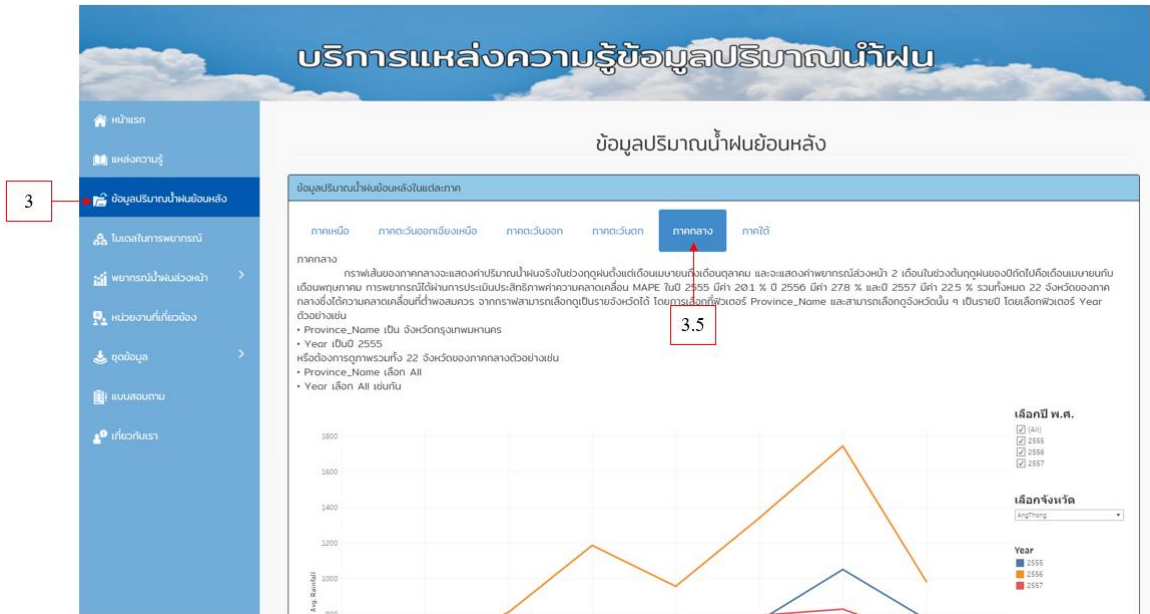 บริการแหล่งความรู้ข้อมูลปริมาณน้ำฝน
หน้าแรก
แหล่งความรู้
3
ข้อมูลปริมาณน้ำฝนย้อนหลัง
โมเดลในการพยากรณ์
พยากรณ์น้ำฝนล่วงหน้า
หน่วยงานที่เกี่ยวข้อง
ชุดข้อมูล
แบบสอบถาม
เกี่ยวกับเรา
ข้อมูลปริมาณน้ำฝนย้อนหลัง
ข้อมูลปริมาณน้ำฝนย้อนหลังในแต่ละภาค
ภาคเหนือ ภาคตะวันออกเฉียงเหนือ ภาคตะวันออก ภาคตะวันตก ภาคกลาง ภาคใต้
ภาคกลาง
กราฟเส้นของภาคกลางจะแสดงค่าปริมาณน้ำฝนจริงในช่วงฤดูฝนตั้งแต่เดือนเมษายนถึงเดือนตุลาคม และจะแสดงค่าพยากรณ์ล่วงหน้า 2 เดือนในช่วงต้นฤดูฝนของปีถัดไปคือเดือนเมษายนกับ
เดือนพฤษภาคม การพยากรณ์ได้ผ่านการประเมินประสิทธิภาพค่าความคลาดเคลื่อน MAPE ในปี 2555 มีค่า 20.1 % ปี 2556 มีค่า 27.8 % และปี 2557 มีค่า 22.5 % รวมทั้งหมด 22 จังหวัดของภาค
กลางซึ่งได้ความคลาดเคลื่อนที่ต่ำพอสมควร จากกราฟสามารถเลือกดูเป็นรายจังหวัดได้ โดยการเลือกที่ฟิวเตอร์ Province_Name และสามารถเลือกดูจังหวัดนั้น ๆ เป็นรายปี โดยเลือกฟิวเตอร์ Year
ตัวอย่างเช่น
• Province_Name เป็น จังหวัดกรุงเทพมหานคร
• Year เป็นปี 2555
3.5
หรือต้องการดูภาพรวมทั้ง 22 จังหวัดของภาคกลางตัวอย่างเช่น
• Province_Name เลือก All
• Year เลือก All เช่นกัน
เลือกปี พ.ศ.
(All)
2555
2556
2557
เลือกจังหวัด
AngThong
Year
2555
2556
2557
1800
1600
1400
1200
1000
800
Avg. Rainfall